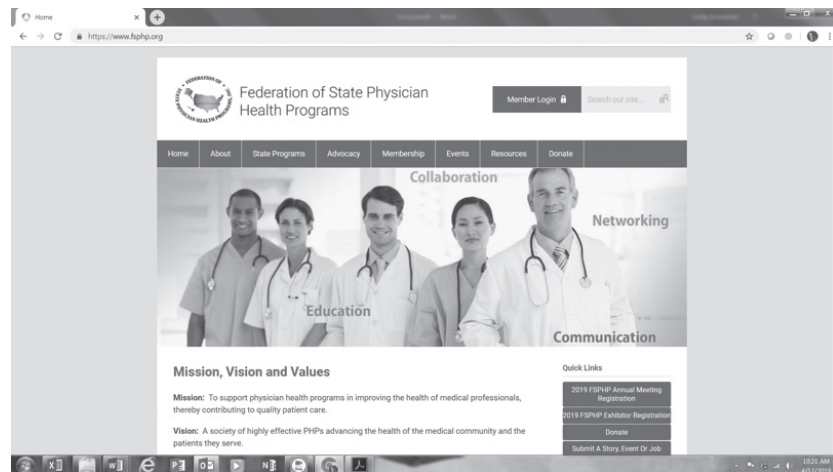 Home
https://www.fsphp.org
Federation of State Physician
Health Programs
Member Login
Search our site...
Home About State Programs Advocacy Membership Events Resources Donate
Collaboration
Networking
Education
Communication
Mission, Vision and Values
Mission: To support physician health programs in improving the health of medical professionals,
thereby contributing to quality patient care.
Vision: A society of highly effective PHPs advancing the health of the medical community and the
patients they serve.
Quick Links
2019 FSPHP Annual Meeting
Registration
2019 FSPHP Exhibitor Registration
Donate
Submit A Story, Event Or Job
10:21 AM